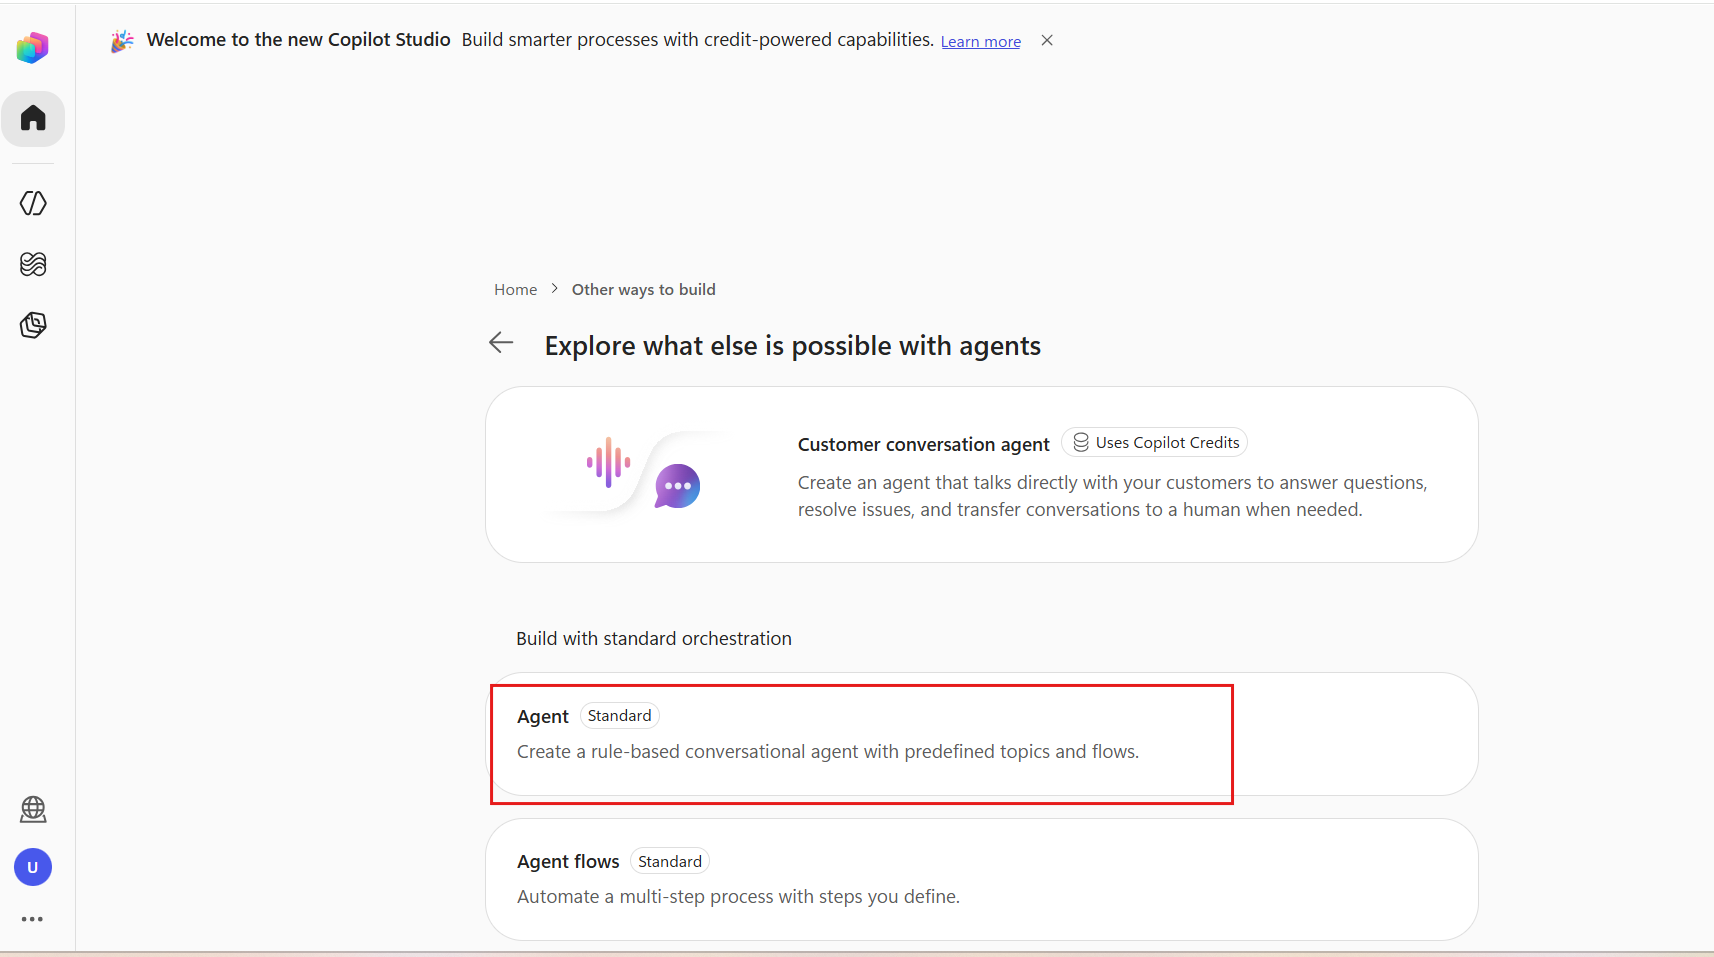 Welcome to the new Copilot Studio Build smarter processes with credit-powered capabilities. Learn more
Home > Other ways to build
Explore what else is possible with agents
Customer conversation agent Uses Copilot Credits
Create an agent that talks directly with your customers to answer questions,
resolve issues, and transfer conversations to a human when needed.
Build with standard orchestration
Agent Standard
Create a rule-based conversational agent with predefined topics and flows.
Agent flows Standard
Automate a multi-step process with steps you define.
U